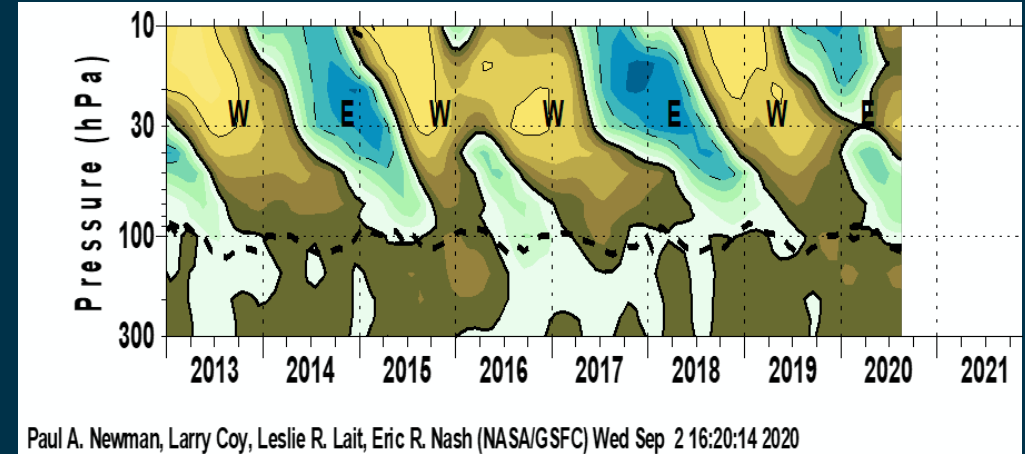 10
Pressure (hPa)
W E W W E W E
30
100
300
2013 2014 2015 2016 2017 2018 2019 2020 2021
Paul A. Newman, Larry Coy, Leslie R. Lait, Eric R. Nash (NASA/GSFC) Wed Sep 2 16:20:14 2020